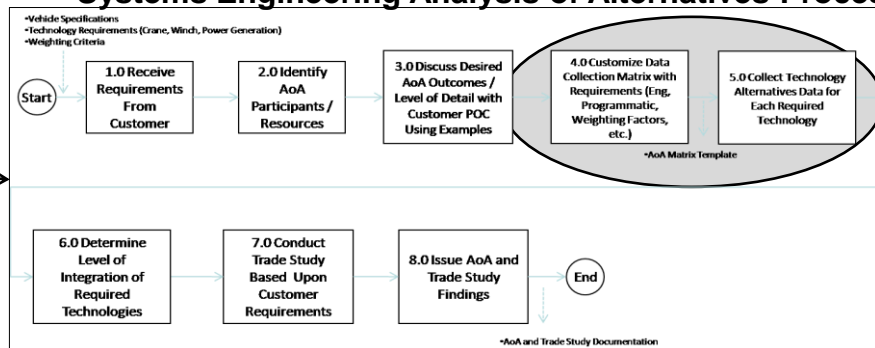 Systems Engineering Analysis of Alternatives
•Vehicle Specifications
•Technology Requirements (Crane, Winch, Power Generation)
•Weighting Criteria
Start
1.0 Receive
Requirements
From
Customer
2.0 Identify
AoA
Participants /
Resources
3.0 Discuss Desired
AoA Outcomes /
Level of Detail with
Customer POC
Using Examples
4.0 Customize Data
Collection Matrix with
Requirements (Eng,
Programmatic,
Weighting Factors,
etc.)
5.0 Collect Technology
Alternatives Data for
Each Required
Technology
•AoA Matrix Template
6.0 Determine
Level of
Integration of
Required
Technologies
7.0 Conduct
Trade Study
Based Upon
Customer
Requirements
8.0 Issue AoA and
Trade Study
Findings
End
•AoA and Trade Study Documentation